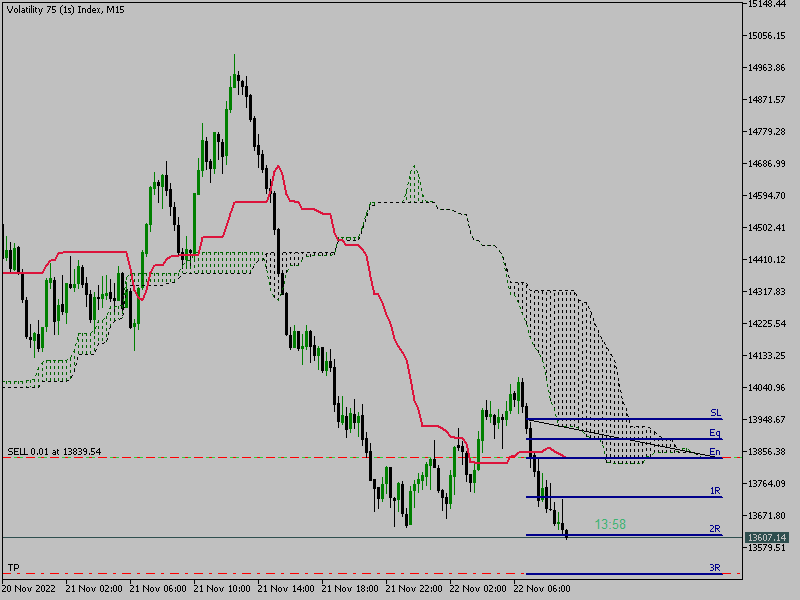 Volatility 75 (1s) Index, M15
15148.44
15056.15
14963.86
14871.57
14779.28
14686.99
14594.70
14502.41
14410.12
14317.83
14225.54
14133.25
14040.96
SL
13948.67
Eq
SELL 0.01 at 13839.54
En
13856.38
13764.09
1R
13671.80
13:58
2R
13607.14
13579.51
TP
3R
20 Nov 2022
21 Nov 02:00
21 Nov 06:00
21 Nov 10:00
21 Nov 14:00
21 Nov 18:00
21 Nov 22:00
22 Nov 02:00
22 Nov 06:00